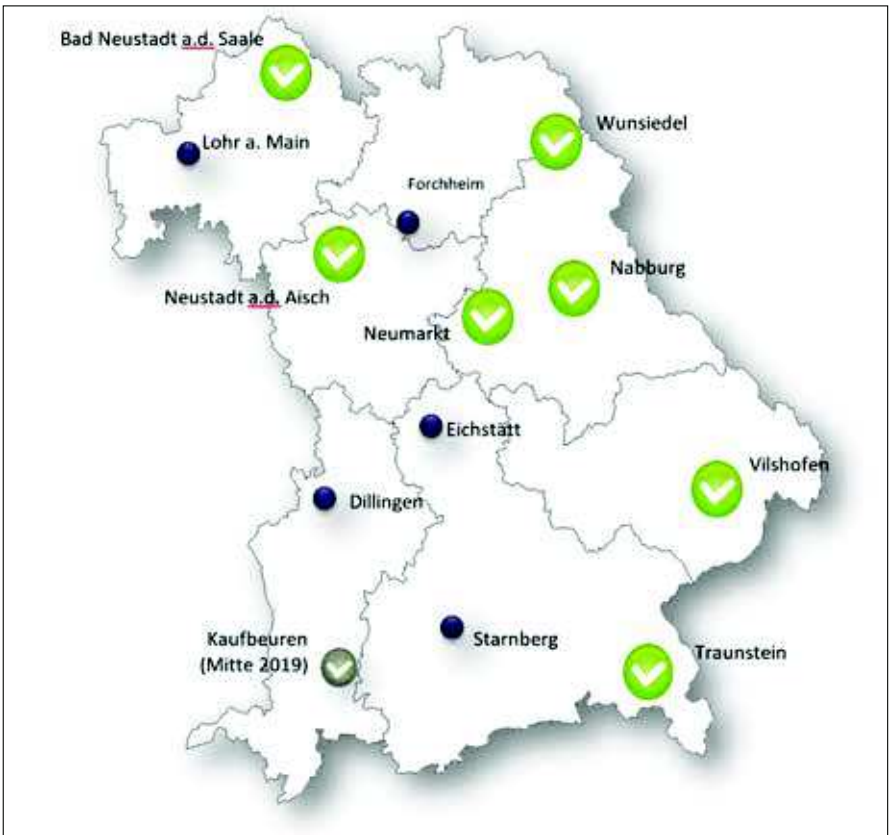 Bad Neustadt a.d. Saale
Wunsiedel
Lohr a. Main
Forchheim
Nabburg
Neustadt a.d. Aisch
Neumarkt
Eichstätt
Vilshofen
Dillingen
Kaufbeuren
(Mitte 2019)
Starnberg
Traunstein